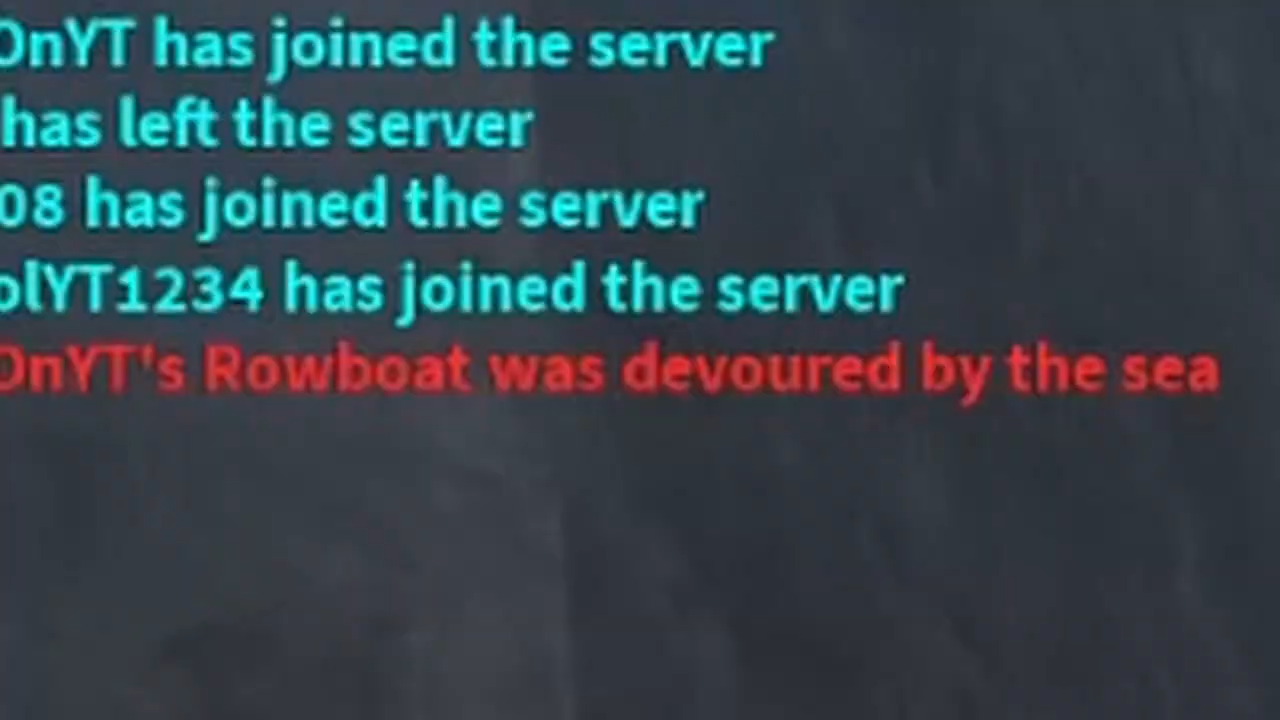 OnYT has joined the server
has left the server
08 has joined the server
olYT1234 has joined the server
OnYT's Rowboat was devoured by the sea